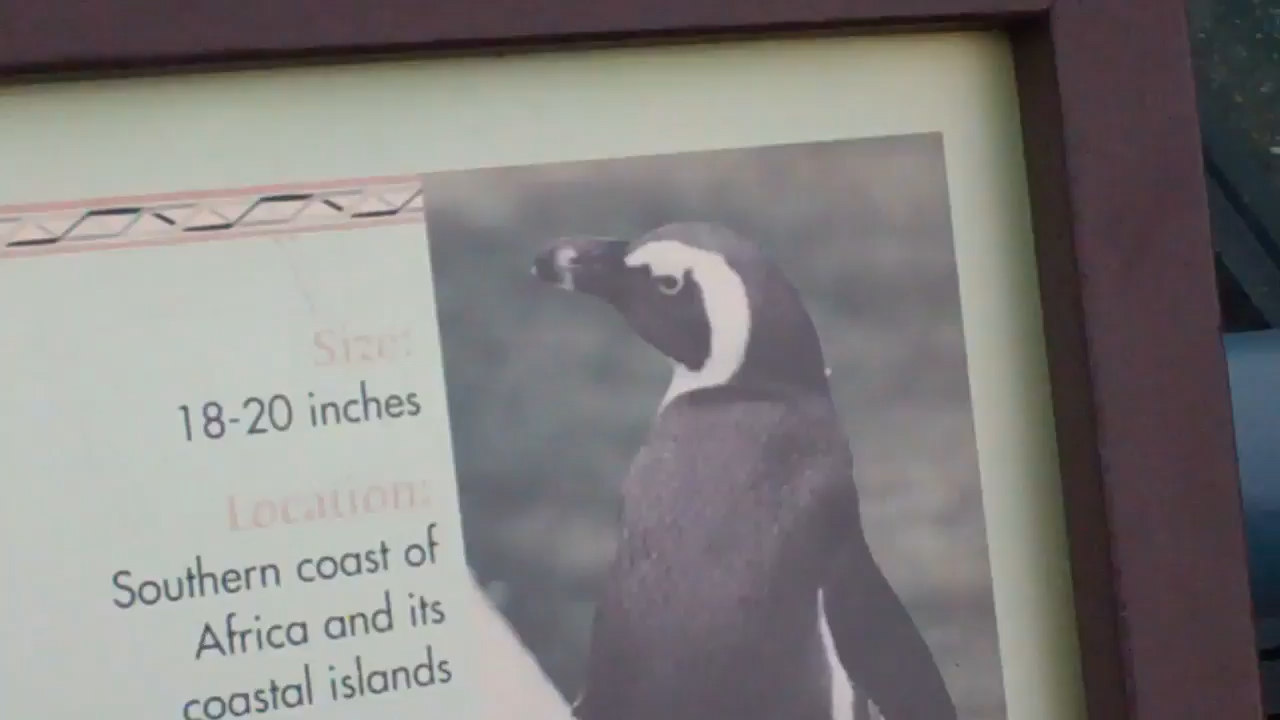 Size:
18-20 inches
Location:
Southern coast of
Africa and its
coastal islands